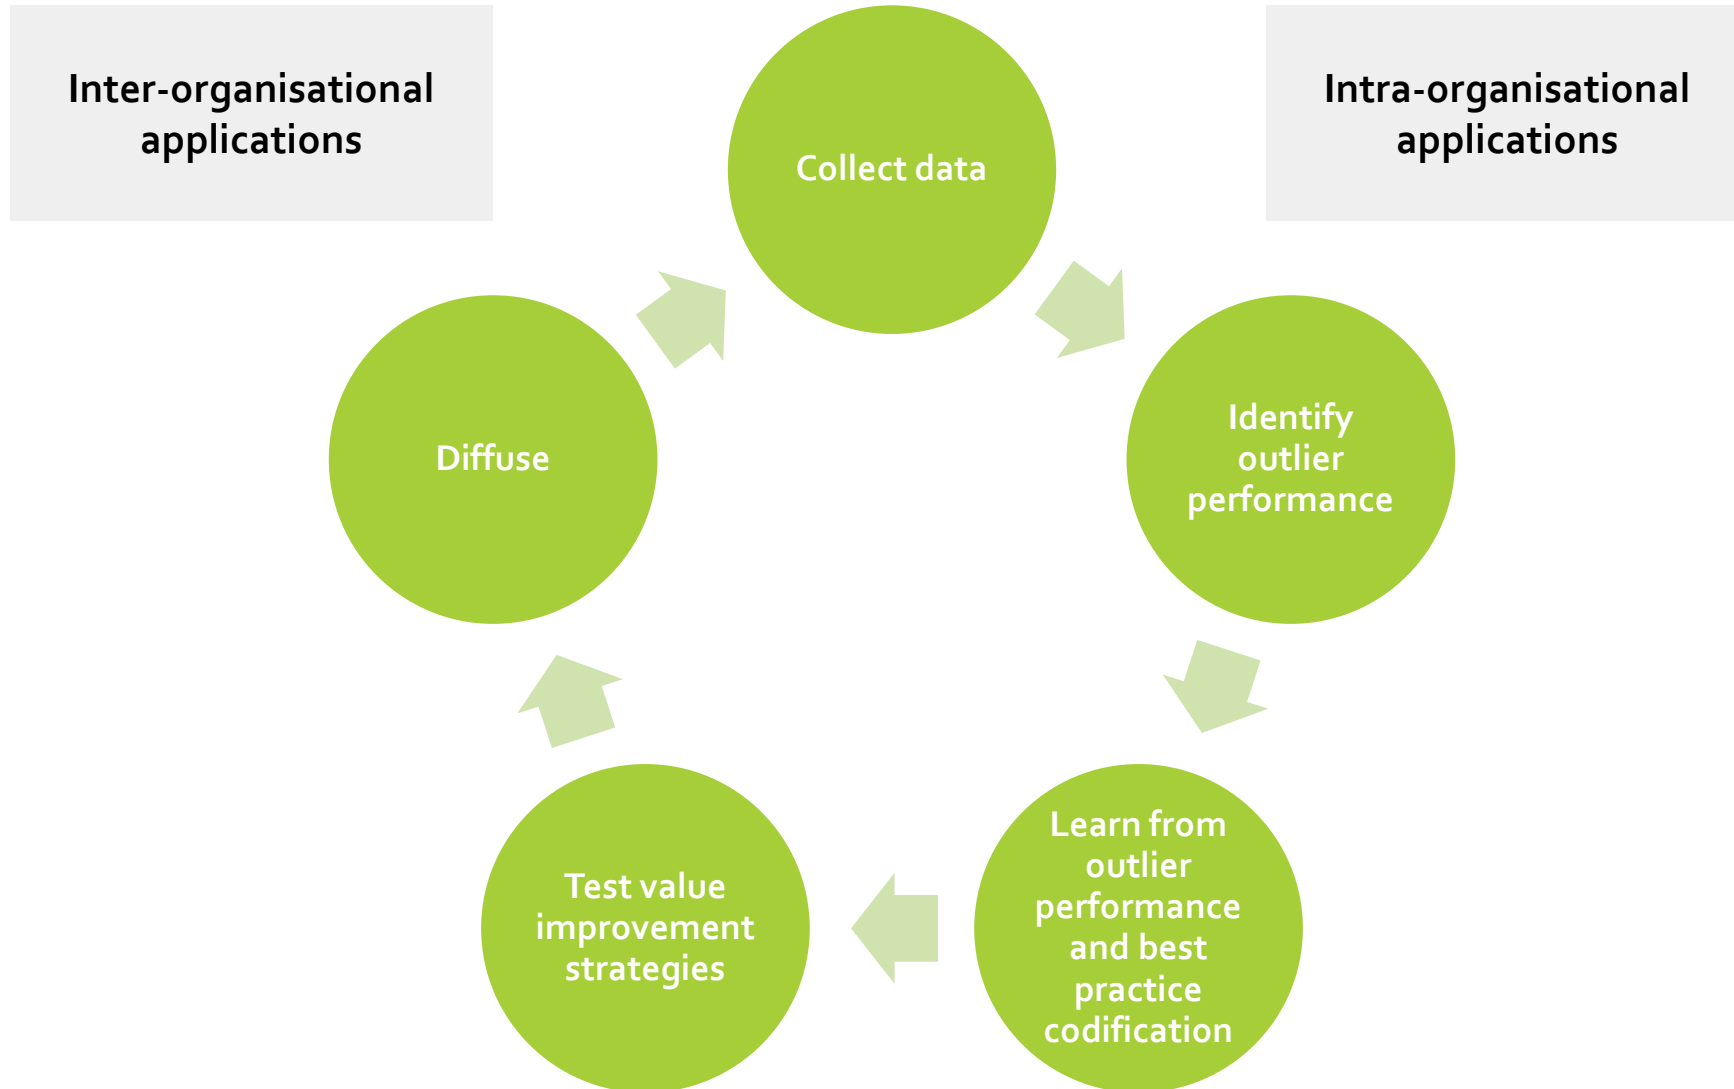 Inter-organisational
applications
Intra-organisational
applications
Collect data
Identify
outlier
performance
Learn from
outlier
performance
and best
practice
codification
Test value
improvement
strategies
Diffuse